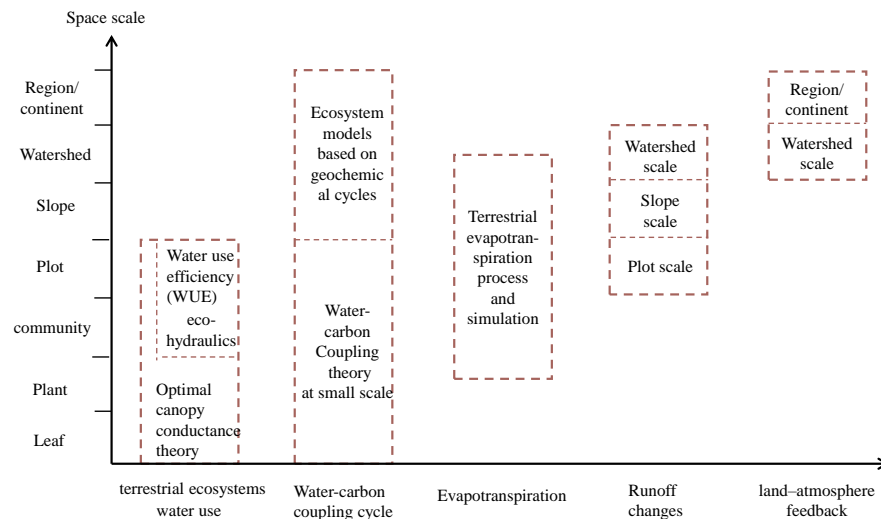 Space scale
Region/
continent
Watershed
Slope
Plot
community
Plant
Leaf
Water use
efficiency
(WUE)
eco-
hydraulics
Optimal
canopy
conductance
theory
Ecosystem
models
based on
geochemic
al cycles
Water-
carbon
Coupling
theory
at small scale
Terrestrial
evapotran-
spiration
process
and
simulation
Watershed
scale
Slope
scale
Plot scale
Region/
continent
Watershed
scale
terrestrial ecosystems
water use
Water-carbon
coupling cycle
Evapotranspiration
Runoff
changes
land–atmosphere
feedback